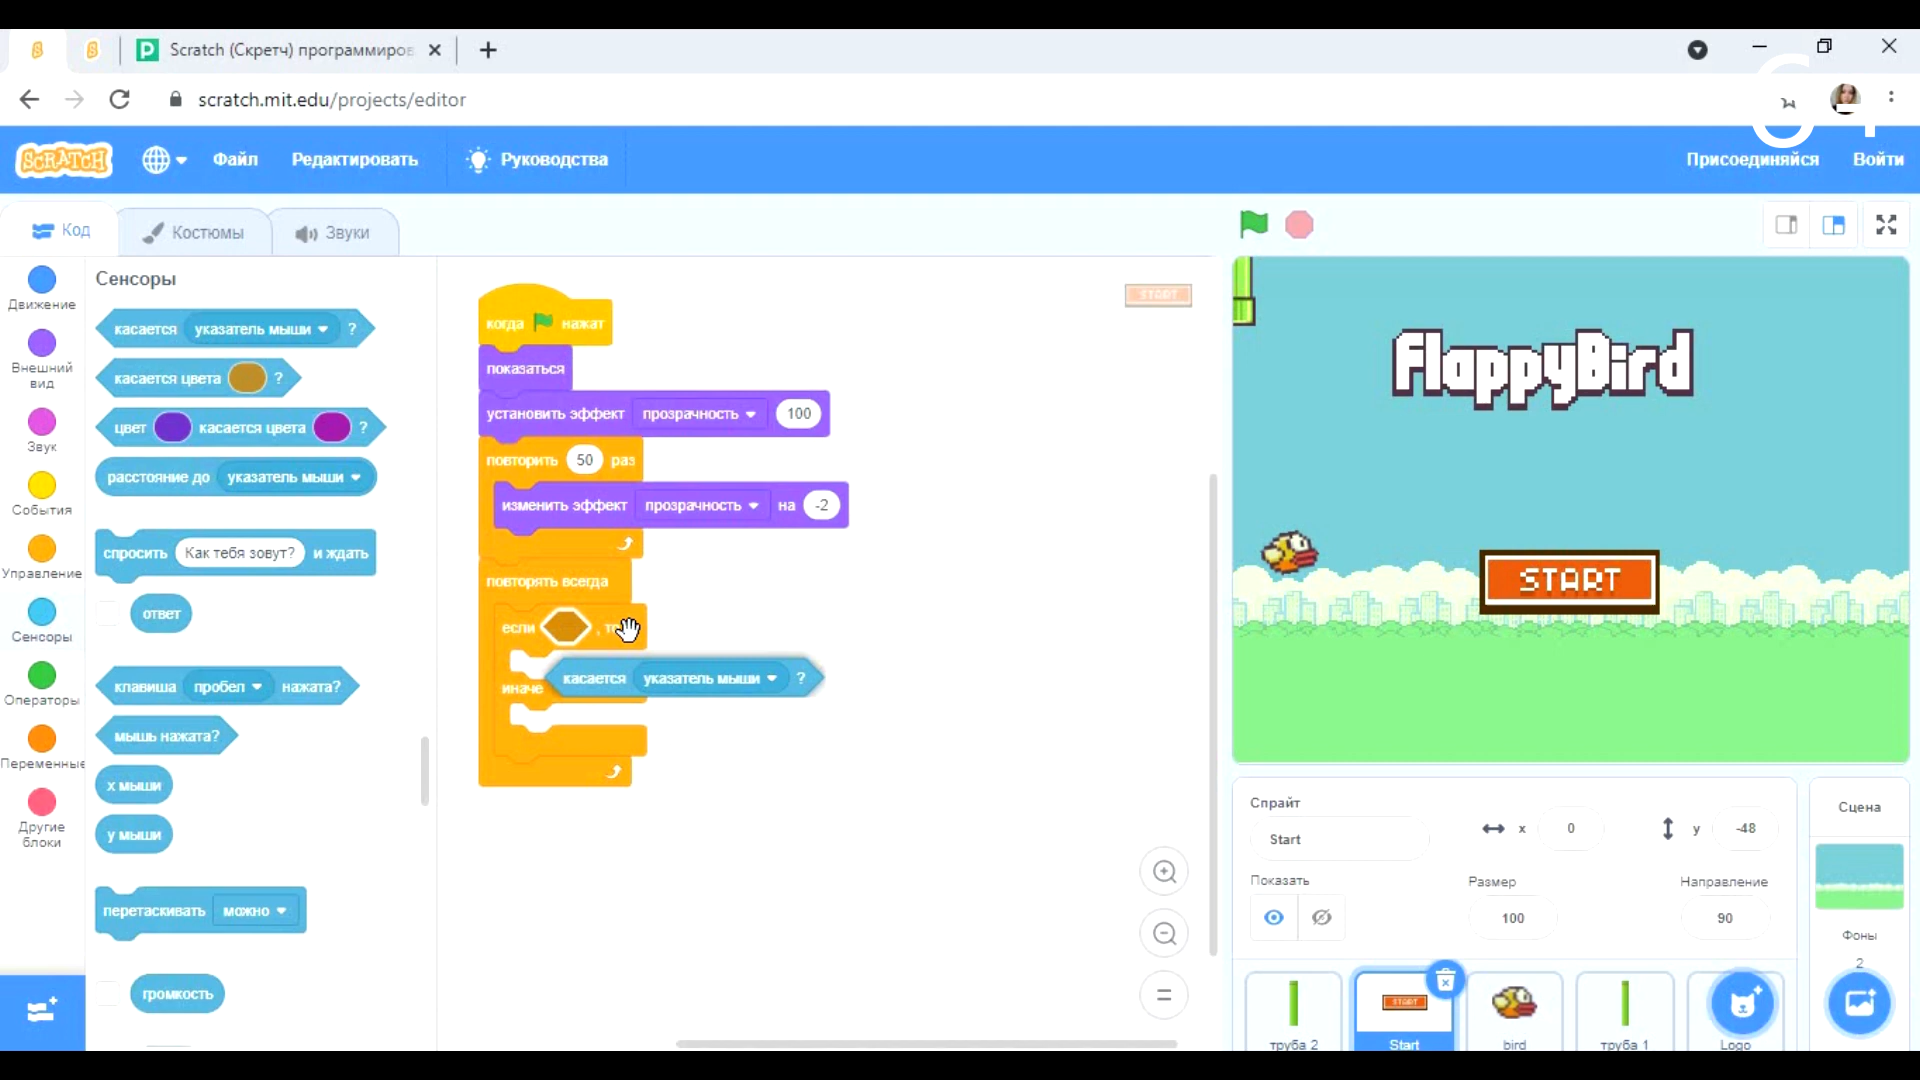 Scratch (Скретч) программиров
scratch.mit.edu/projects/editor
SCRATCH
Файл
Редактировать
Руководства
Присоединяйся
Войти
Код
Костюмы
Звуки
Движение
Внешний
вид
Звук
События
Управление
Сенсоры
Операторы
Переменные
Другие
блоки
Сенсоры
касается указатель мыши ?
касается цвета ?
цвет касается цвета ?
расстояние до указатель мыши
спросить Как тебя зовут? и ждать
ответ
клавиша пробел нажата?
мышь нажата?
х мыши
у мыши
перетаскивать можно
громкость
когда нажат
показаться
установить эффект прозрачность 100
повторить 50 раз
изменить эффект прозрачность на -2
повторять всегда
если
касается указатель мыши ?
иначе
START
FlappyBird
START
Спрайт
Start
x 0
y -48
Показать
Размер
100
Направление
90
Сцена
Фоны
2
труба 2
START
Start
bird
труба 1
Logo